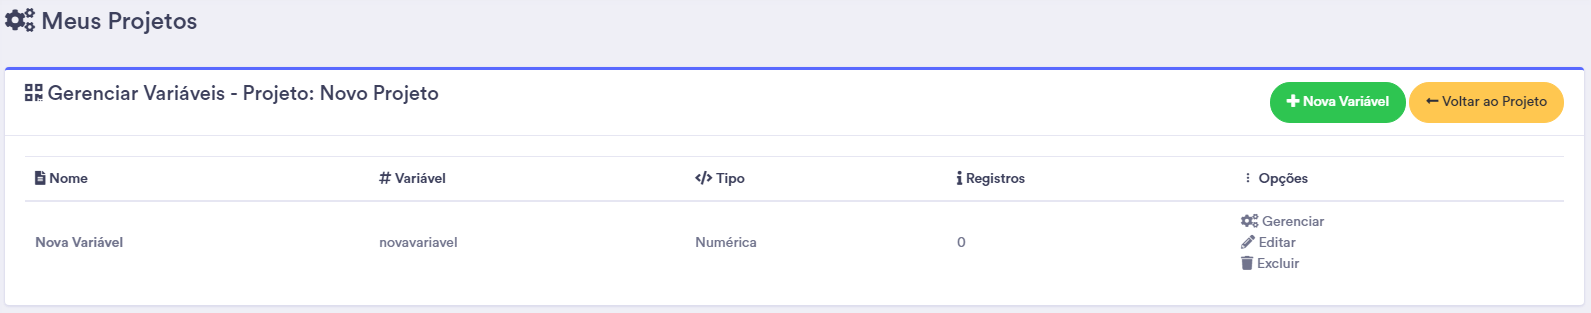 Meus Projetos
Gerenciar Variáveis - Projeto: Novo Projeto
Nova Variável
Voltar ao Projeto
Nome Variável Tipo Registros Opções
Nova Variável novavariavel Numérica 0 Gerenciar
Editar
Excluir